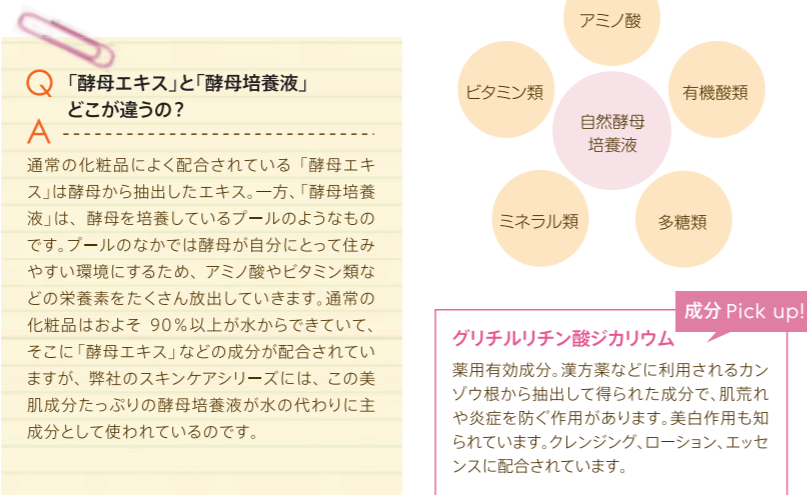 Q 「酵母エキス」と「酵母培養液」
どこが違うの？
A
通常の化粧品によく配合されている「酵母エキ
ス」は酵母から抽出したエキス。一方、「酵母培養
液」は、酵母を培養しているプールのようなもの
です。プールのなかでは酵母が自分にとって住み
やすい環境にするため、アミノ酸やビタミン類な
どの栄養素をたくさん放出していきます。通常の
化粧品はおよそ 90％以上が水からできていて、
そこに「酵母エキス」などの成分が配合されてい
ますが、弊社のスキンケアシリーズには、この美
肌成分たっぷりの酵母培養液が水の代わりに主
成分として使われているのです。
アミノ酸
ビタミン類
有機酸類
自然酵母
培養液
ミネラル類
多糖類
成分 Pick up!
グリチルリチン酸ジカリウム
薬用有効成分。漢方薬などに利用されるカン
ゾウ根から抽出して得られた成分で、肌荒れ
や炎症を防ぐ作用があります。美白作用も知
られています。クレンジング、ローション、エッセ
ンスに配合されています。